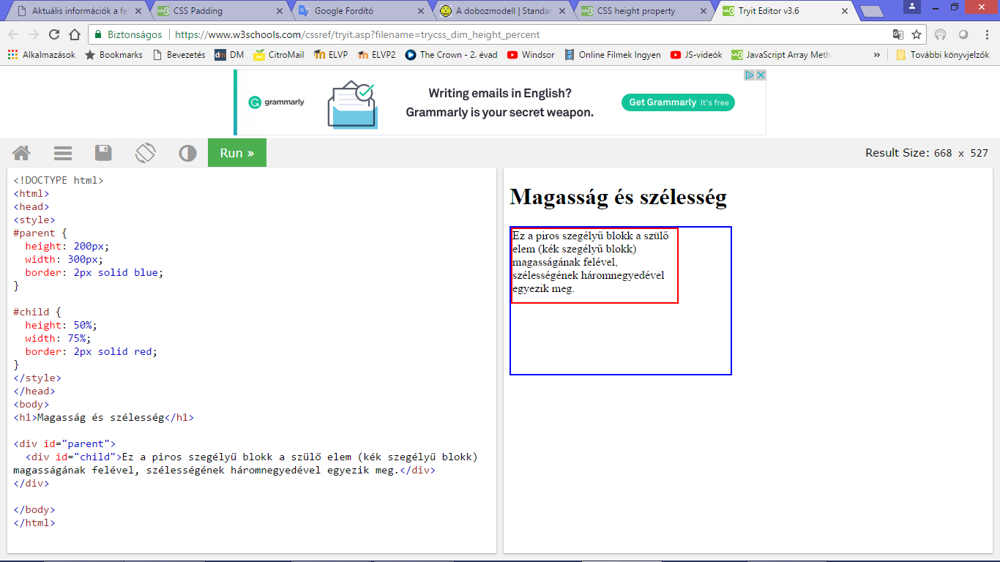 Aktuális információk a fe
CSS Padding
Google Fordító
A dobozmodell | Standar
CSS height property
Tryit Editor v3.6
Biztonságos
https://www.w3schools.com/cssref/tryit.asp?filename=trycss_dim_height_percent
Alkalmazások
Bookmarks
Bevezetés
dm DM
CitroMail
ELVP
ELVP2
The Crown - 2. évad
Windsor
Online Filmek Ingyen
JS-videók
JavaScript Array Meth
»
További könyvjelzők
grammarly
Writing emails in English?
Grammarly is your secret weapon.
Get Grammarly It's free
Run »
Result Size: 668 x 527
<!DOCTYPE html>
<html>
<head>
<style>
#parent {
  height: 200px;
  width: 300px;
  border: 2px solid blue;
}
#child {
  height: 50%;
  width: 75%;
  border: 2px solid red;
}
</style>
</head>
<body>
<h1>Magasság és szélesség</h1>
<div id="parent">
  <div id="child">Ez a piros szegélyű blokk a szülő elem (kék szegélyű blokk)
magasságának felével, szélességének háromnegyedével egyezik meg.</div>
</div>
</body>
</html>
Magasság és szélesség
Ez a piros szegélyű blokk a szülő
elem (kék szegélyű blokk)
magasságának felével,
szélességének háromnegyedével
egyezik meg.